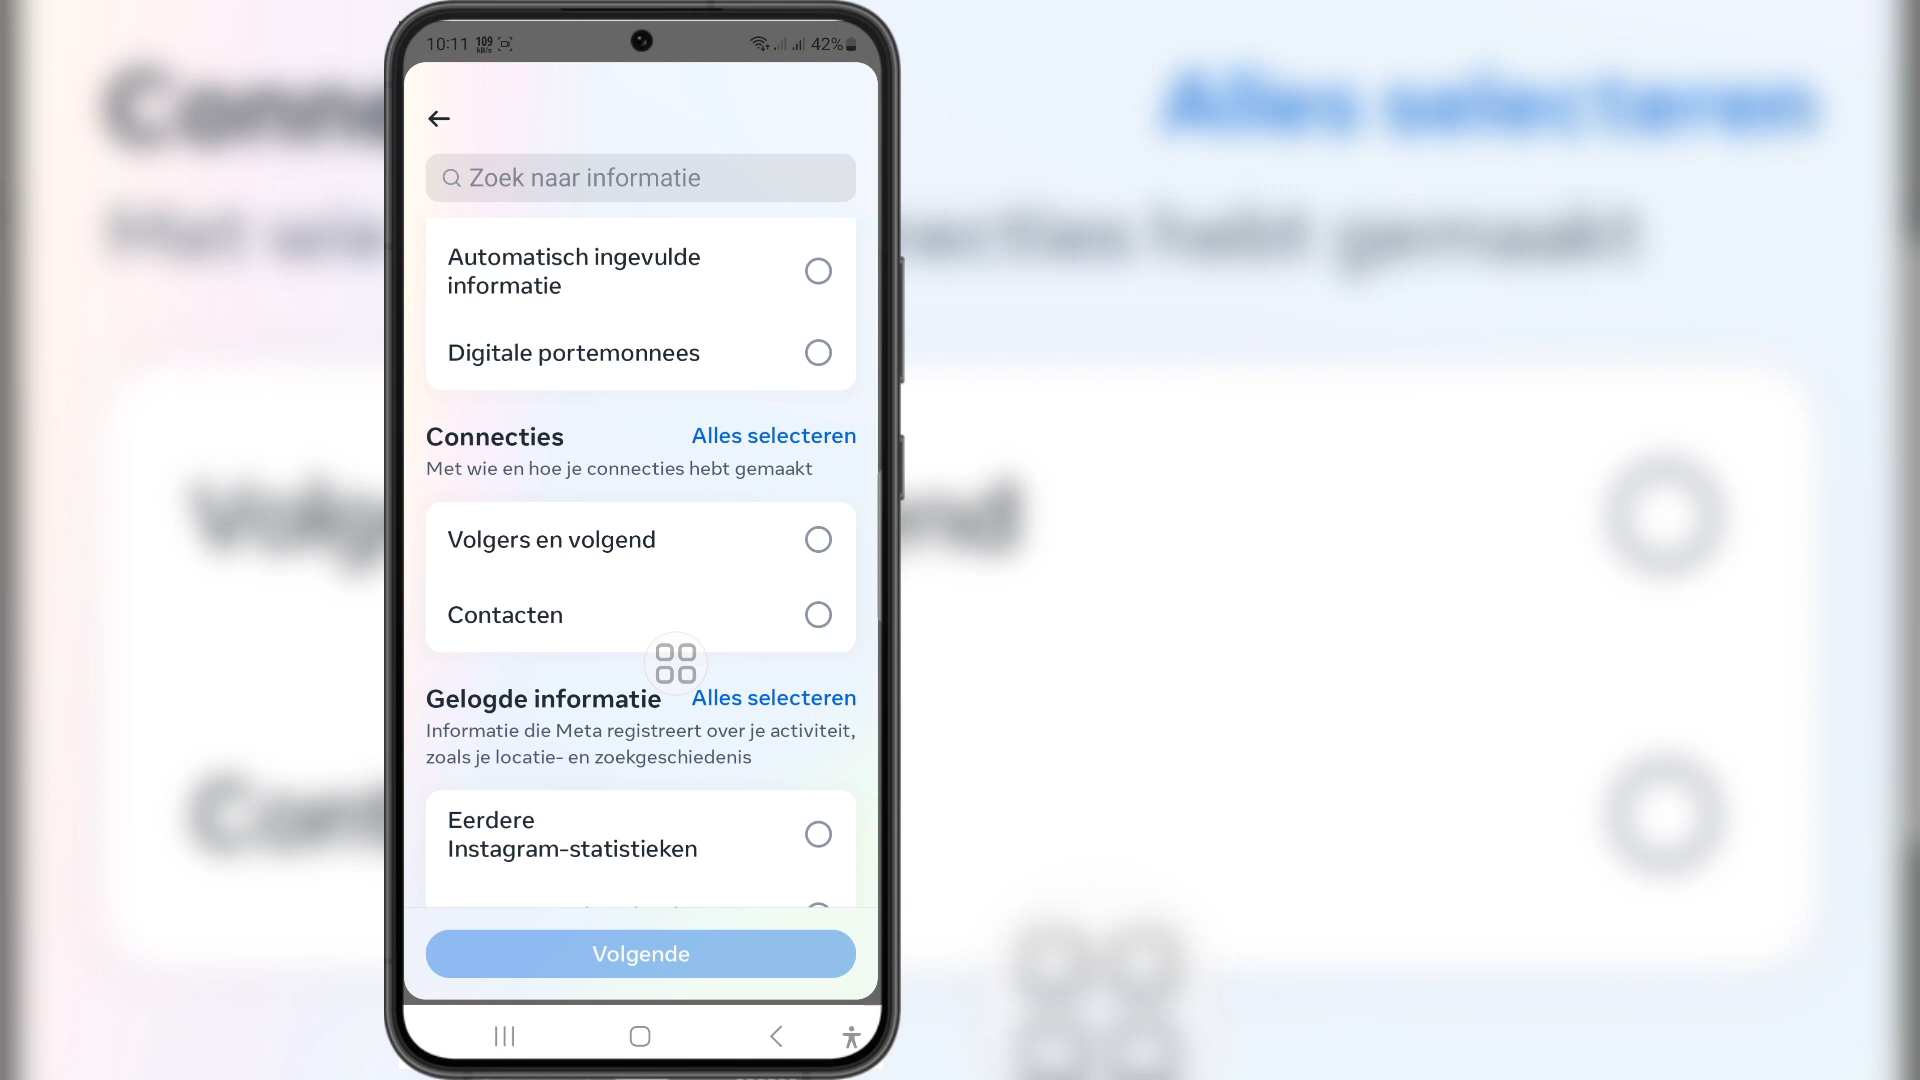 10:11 109 kB/s 42%
Zoek naar informatie
Automatisch ingevulde
informatie
Digitale portemonnees
Connecties Alles selecteren
Met wie en hoe je connecties hebt gemaakt
Volgers en volgend
Contacten
Gelogde informatie Alles selecteren
Informatie die Meta registreert over je activiteit,
zoals je locatie- en zoekgeschiedenis
Eerdere
Instagram-statistieken
Volgende